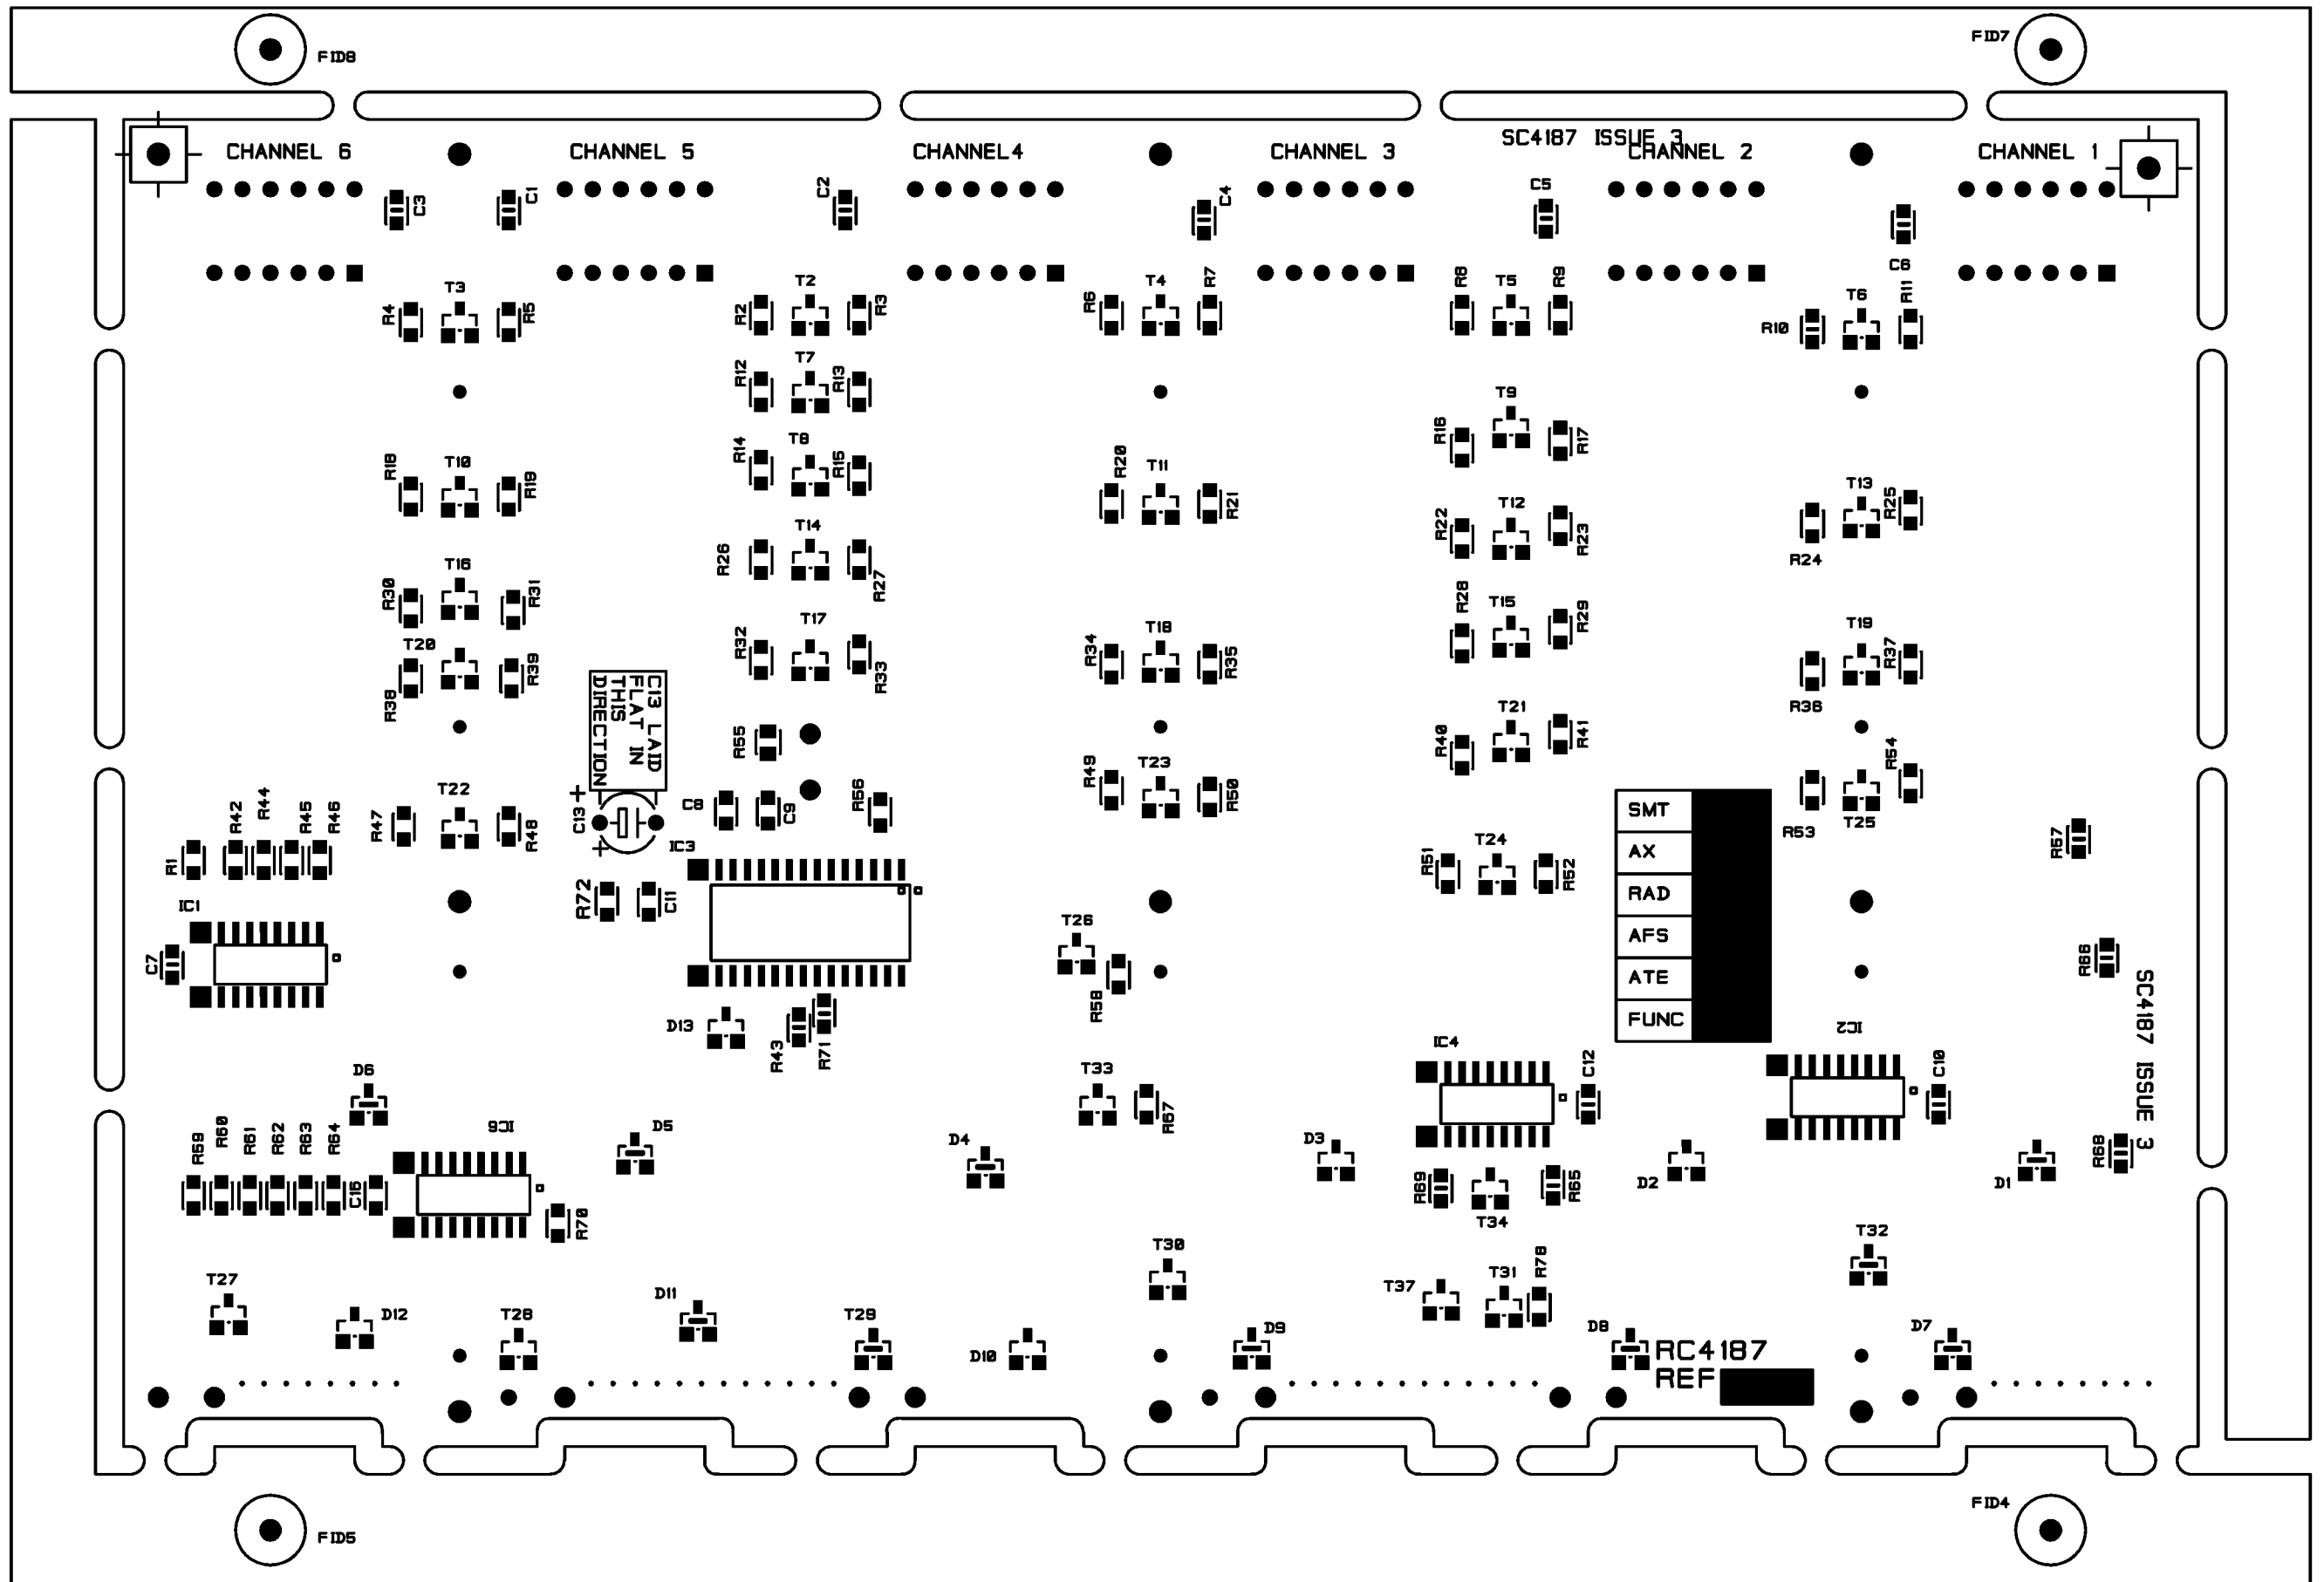 FID8
FID7
SC4187 ISSUE 3
CHANNEL 6
CHANNEL 5
CHANNEL4
CHANNEL 3
CHANNEL 2
CHANNEL 1
C3
C1
C2
C4
C5
C6
T3
T2
T4
T5
T6
R4
R5
R2
R3
R6
R7
R8
R9
R10
R11
R12
T7
R13
T9
R16
R17
R14
T8
R15
R18
T10
R19
R20
T11
R21
R22
T12
R23
T13
R25
R24
R26
T14
R27
R30
T16
R31
R28
T15
R29
T20
R38
R39
R32
T17
R33
R34
T18
R35
T19
R37
R36
C13 LAID
FLAT IN
THIS
DIRECTION
R55
R40
T21
R41
R49
T23
R50
R54
R53
T25
R42
R44
R45
R46
R1
R47
T22
R48
C13
+
+
C8
C9
R56
IC3
SMT
AX
RAD
AFS
ATE
FUNC
R57
R51
T24
R52
IC1
R72
C11
C7
T26
R58
R66
D13
R43
R71
IC4
C12
IC2
C10
SC4187 ISSUE 3
D6
T33
R67
R59
R60
R61
R62
R63
R64
C15
IC6
R70
D5
D4
D3
D2
D1
R68
R69
T34
R65
T30
T32
T27
D12
T28
D11
T29
D10
D9
T37
T31
R78
D8
D7
RC4187
REF
FID5
FID4